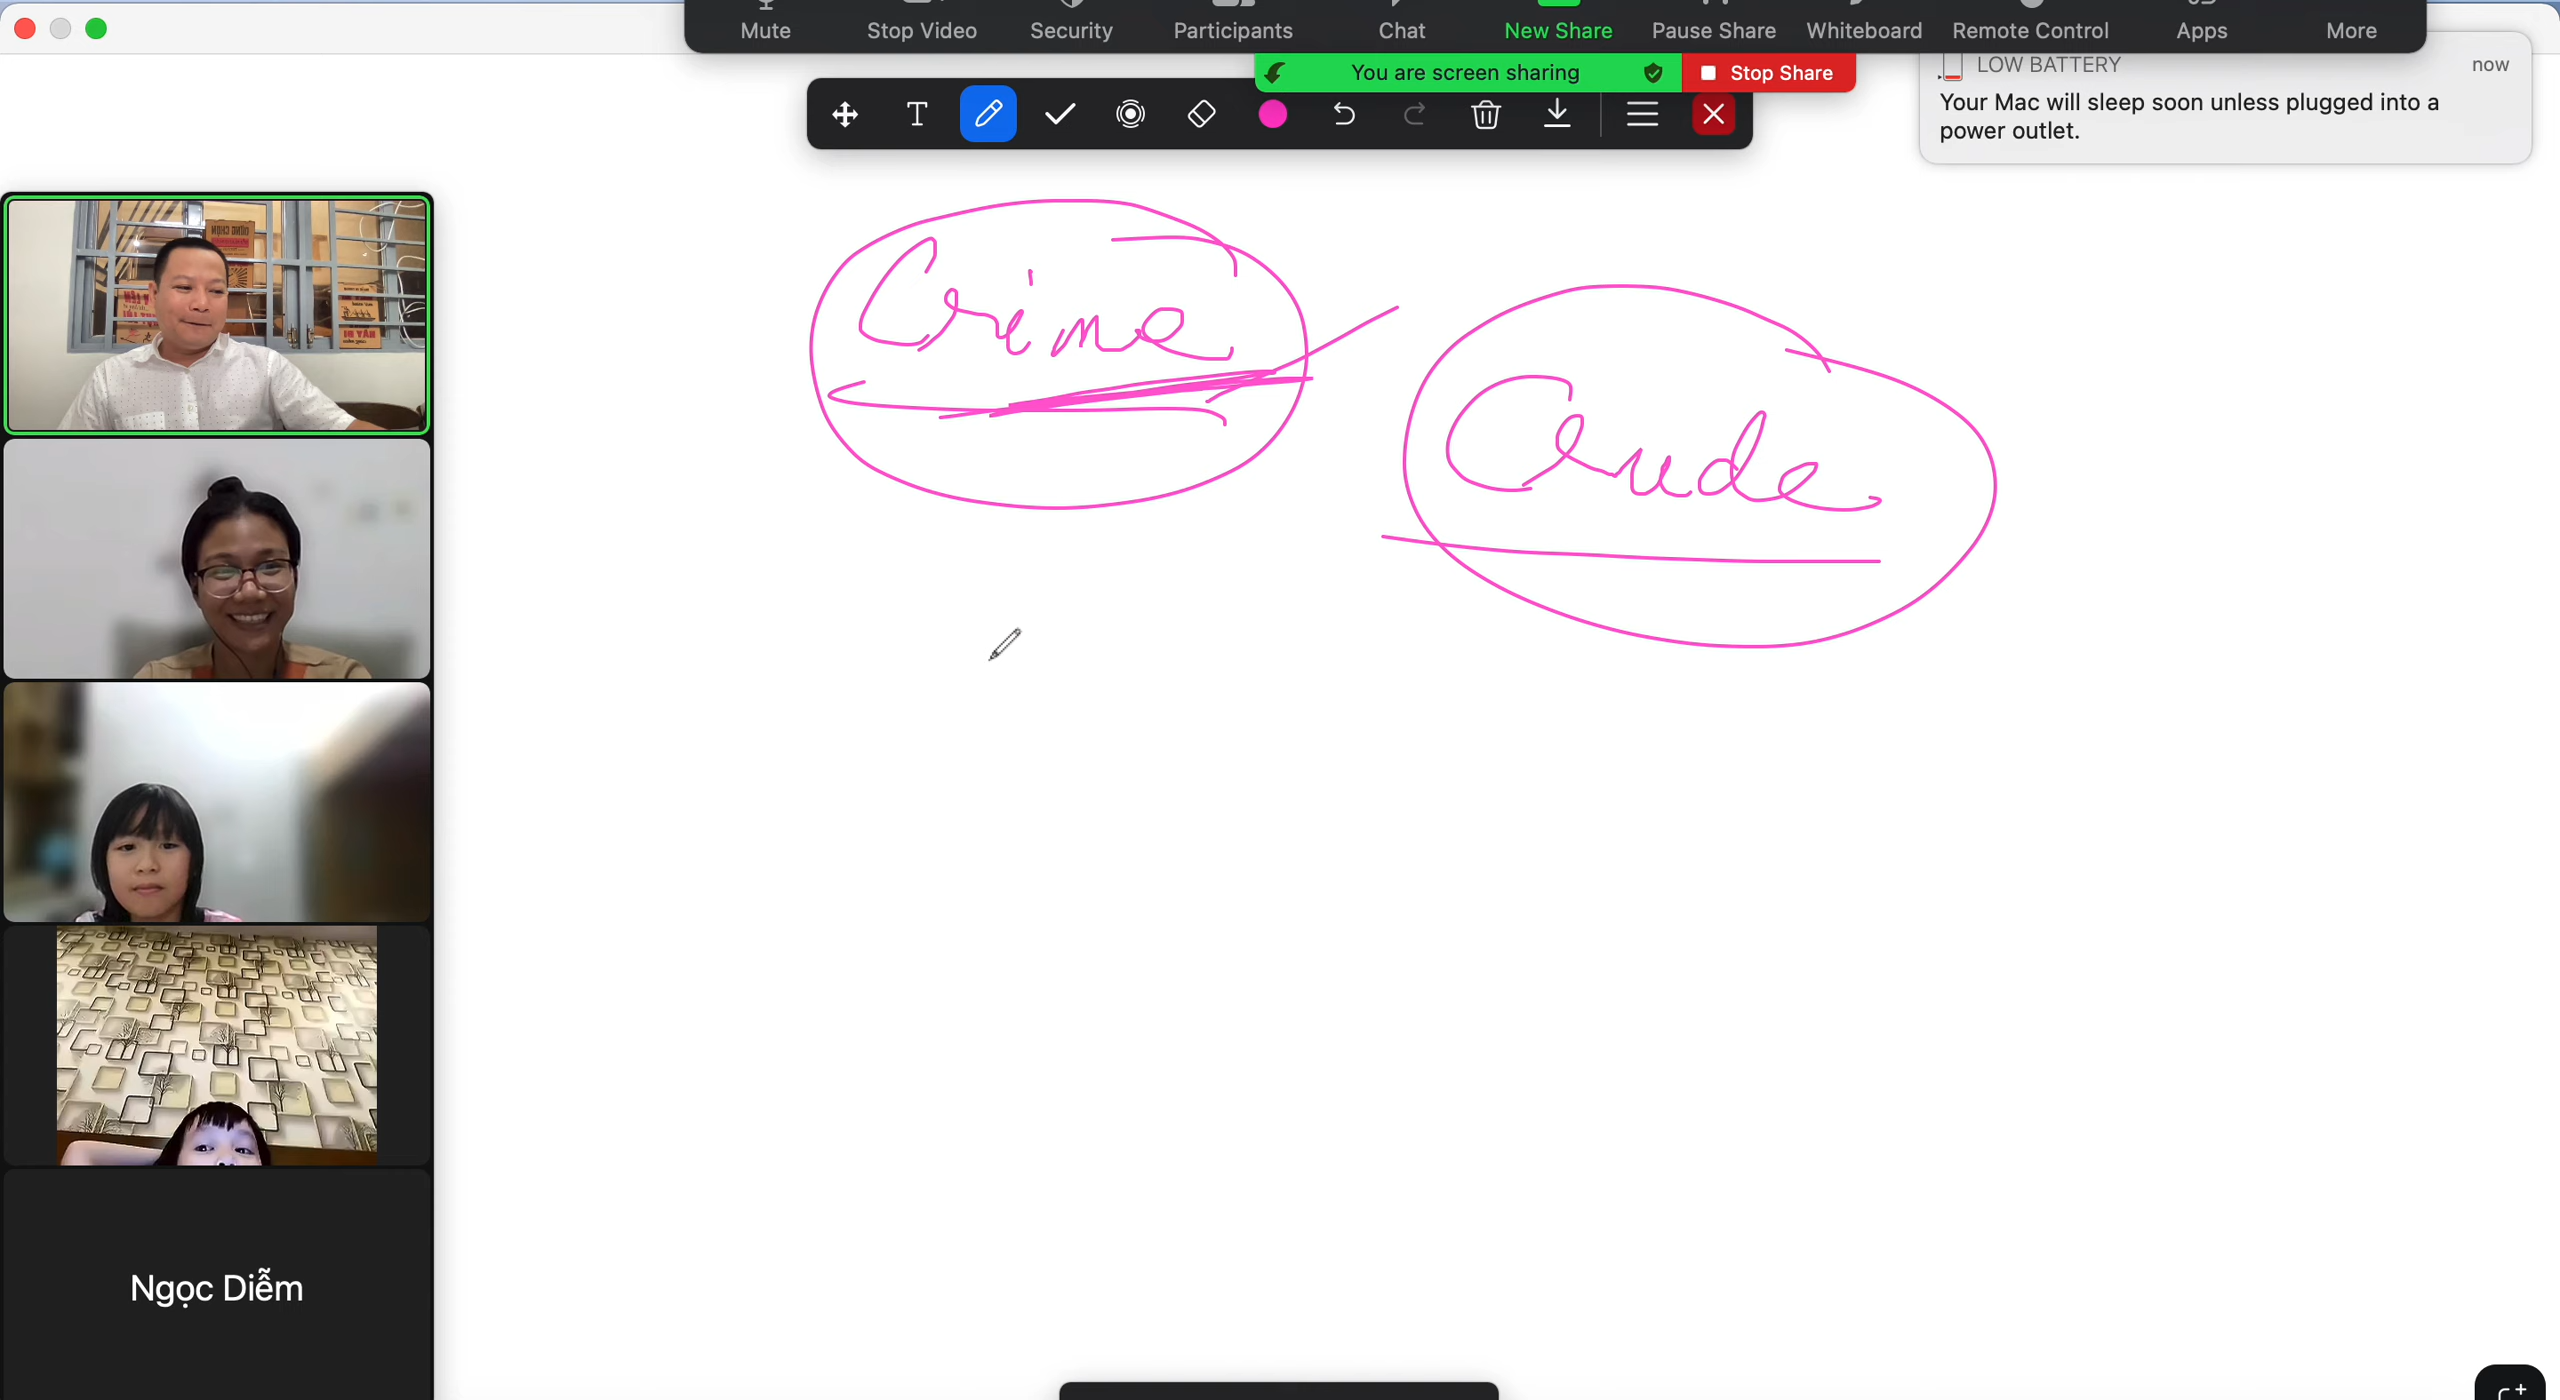 Mute Stop Video Security Participants Chat New Share Pause Share Whiteboard Remote Control Apps More
You are screen sharing Stop Share
LOW BATTERY now
Your Mac will sleep soon unless plugged into a
power outlet.
Crime
Crude
Ngọc Diễm